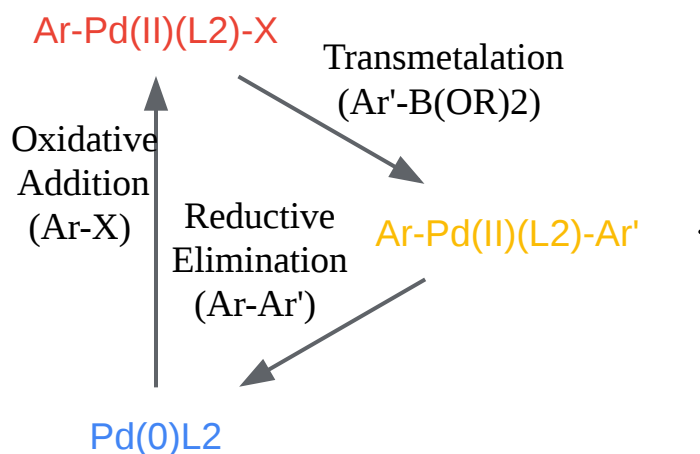 Ar-Pd(II)(L2)-X
Transmetalation
(Ar'-B(OR)2)
Oxidative
Addition
(Ar-X)
Reductive
Elimination
(Ar-Ar')
Ar-Pd(II)(L2)-Ar'
Pd(0)L2